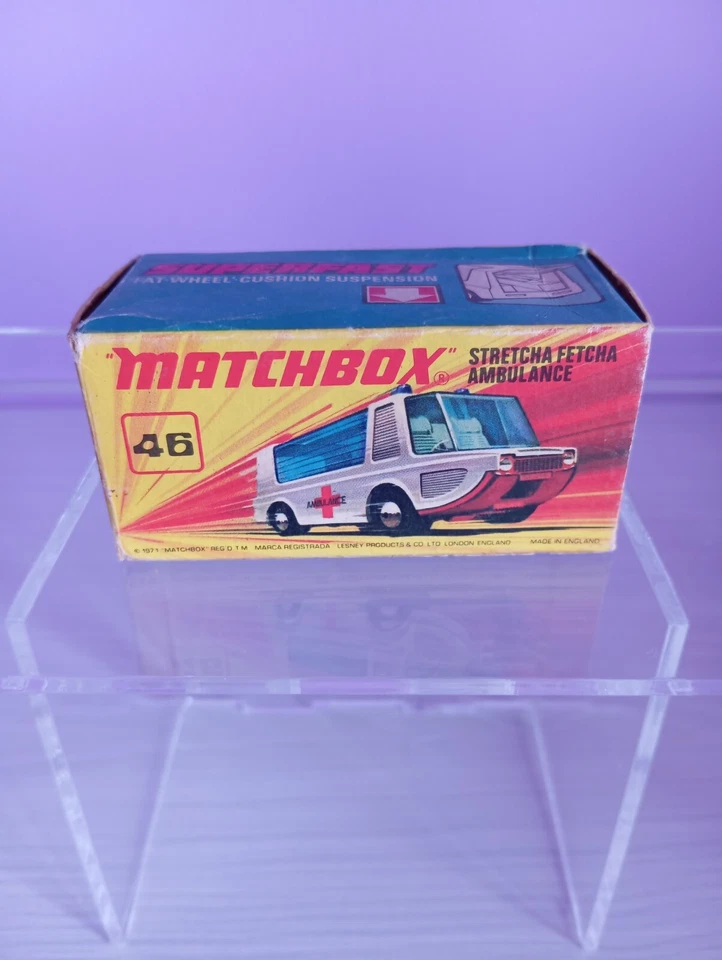 SUPERFAST
FAT-WHEEL CUSHION SUSPENSION
"MATCHBOX"®
STRETCHA FETCHA
AMBULANCE
46
AMBULANCE
© 1971 "MATCHBOX" REG'D T M MARCA REGISTRADA LESNEY PRODUCTS & CO. LTD. LONDON ENGLAND MADE IN ENGLAND